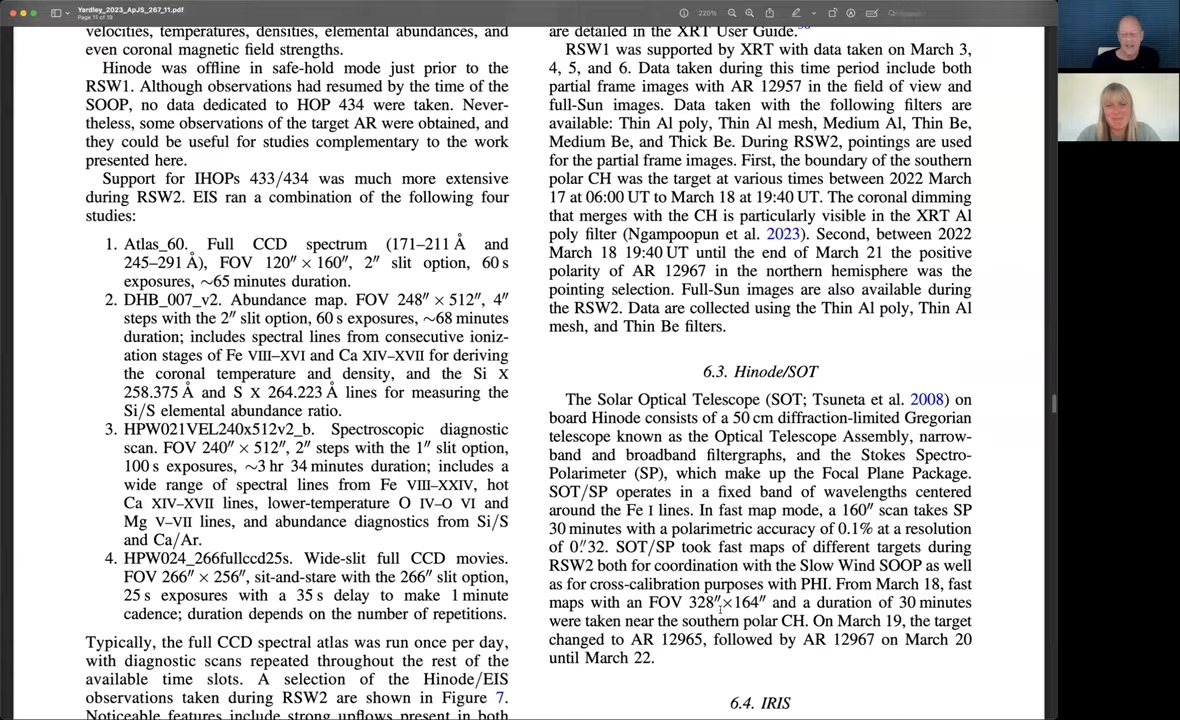 Yardley_2023_ApJS_267_11.pdf
Page 11 of 19
229%
velocities, temperatures, densities, elemental abundances, and
even coronal magnetic field strengths.
Hinode was offline in safe-hold mode just prior to the
RSW1. Although observations had resumed by the time of the
SOOP, no data dedicated to HOP 434 were taken. Never-
theless, some observations of the target AR were obtained, and
they could be useful for studies complementary to the work
presented here.
Support for IHOPs 433/434 was much more extensive
during RSW2. EIS ran a combination of the following four
studies:
1. Atlas_60. Full CCD spectrum (171–211 Å and
245–291 Å), FOV 120″ × 160″, 2″ slit option, 60 s
exposures, ∼65 minutes duration.
2. DHB_007_v2. Abundance map. FOV 248″ × 512″, 4″
steps with the 2″ slit option, 60 s exposures, ∼68 minutes
duration; includes spectral lines from consecutive ioniz-
ation stages of Fe VIII–XVI and Ca XIV–XVII for deriving
the coronal temperature and density, and the Si X
258.375 Å and S X 264.223 Å lines for measuring the
Si/S elemental abundance ratio.
3. HPW021VEL240x512v2_b. Spectroscopic diagnostic
scan. FOV 240″ × 512″, 2″ steps with the 1″ slit option,
100 s exposures, ∼3 hr 34 minutes duration; includes a
wide range of spectral lines from Fe VIII–XXIV, hot
Ca XIV–XVII lines, lower-temperature O IV–O VI and
Mg V–VII lines, and abundance diagnostics from Si/S
and Ca/Ar.
4. HPW024_266fullccd25s. Wide-slit full CCD movies.
FOV 266″ × 256″, sit-and-stare with the 266″ slit option,
25 s exposures with a 35 s delay to make 1 minute
cadence; duration depends on the number of repetitions.
Typically, the full CCD spectral atlas was run once per day,
with diagnostic scans repeated throughout the rest of the
available time slots. A selection of the Hinode/EIS
observations taken during RSW2 are shown in Figure 7.
Noticeable features include strong upflows present in both
are detailed in the XRT User Guide.
RSW1 was supported by XRT with data taken on March 3,
4, 5, and 6. Data taken during this time period include both
partial frame images with AR 12957 in the field of view and
full-Sun images. Data taken with the following filters are
available: Thin Al poly, Thin Al mesh, Medium Al, Thin Be,
Medium Be, and Thick Be. During RSW2, pointings are used
for the partial frame images. First, the boundary of the southern
polar CH was the target at various times between 2022 March
17 at 06:00 UT to March 18 at 19:40 UT. The coronal dimming
that merges with the CH is particularly visible in the XRT Al
poly filter (Ngampoopun et al. 2023). Second, between 2022
March 18 19:40 UT until the end of March 21 the positive
polarity of AR 12967 in the northern hemisphere was the
pointing selection. Full-Sun images are also available during
the RSW2. Data are collected using the Thin Al poly, Thin Al
mesh, and Thin Be filters.
6.3. Hinode/SOT
The Solar Optical Telescope (SOT; Tsuneta et al. 2008) on
board Hinode consists of a 50 cm diffraction-limited Gregorian
telescope known as the Optical Telescope Assembly, narrow-
band and broadband filtergraphs, and the Stokes Spectro-
Polarimeter (SP), which make up the Focal Plane Package.
SOT/SP operates in a fixed band of wavelengths centered
around the Fe I lines. In fast map mode, a 160″ scan takes SP
30 minutes with a polarimetric accuracy of 0.1% at a resolution
of 0.″32. SOT/SP took fast maps of different targets during
RSW2 both for coordination with the Slow Wind SOOP as well
as for cross-calibration purposes with PHI. From March 18, fast
maps with an FOV 328″×164″ and a duration of 30 minutes
were taken near the southern polar CH. On March 19, the target
changed to AR 12965, followed by AR 12967 on March 20
until March 22.
6.4. IRIS